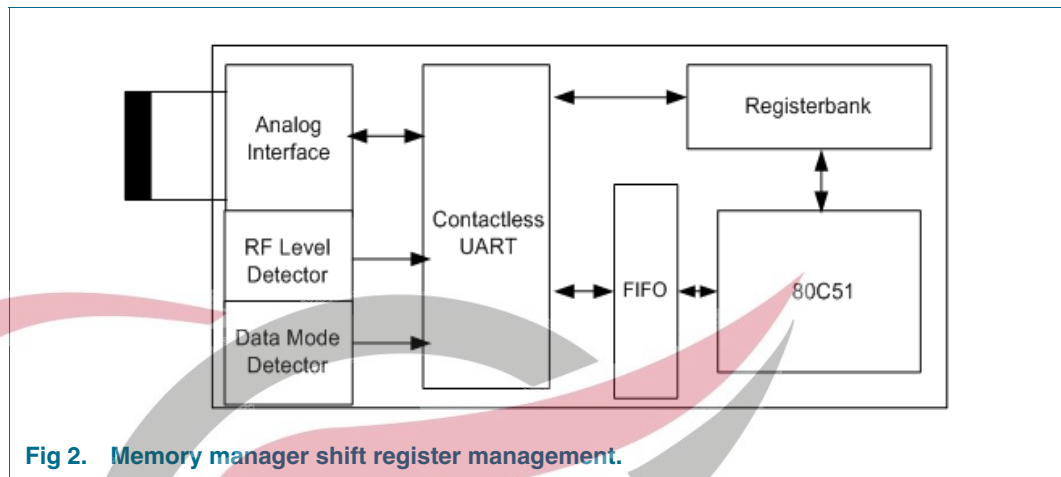 Analog
Interface
RF Level
Detector
Data Mode
Detector
Contactless
UART
FIFO
Registerbank
80C51
Fig 2. Memory manager shift register management.